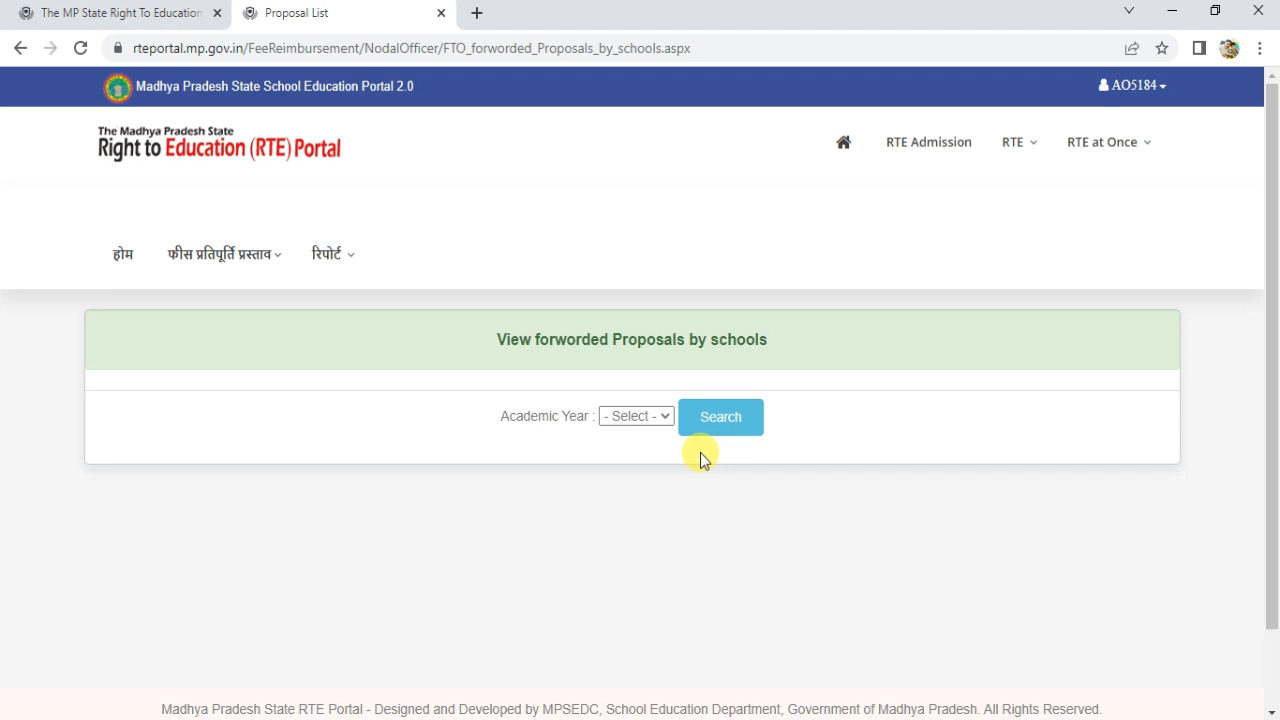 The MP State Right To Education
Proposal List
rteportal.mp.gov.in/FeeReimbursement/NodalOfficer/FTO_forwarded_Proposals_by_schools.aspx
Madhya Pradesh State School Education Portal 2.0
AO5184
The Madhya Pradesh State
Right to Education (RTE) Portal
RTE Admission
RTE
RTE at Once
होम
फीस प्रतिपूर्ति प्रस्ताव
रिपोर्ट
View forworded Proposals by schools
Academic Year : - Select - Search
Madhya Pradesh State RTE Portal - Designed and Developed by MPSEDC, School Education Department, Government of Madhya Pradesh. All Rights Reserved.